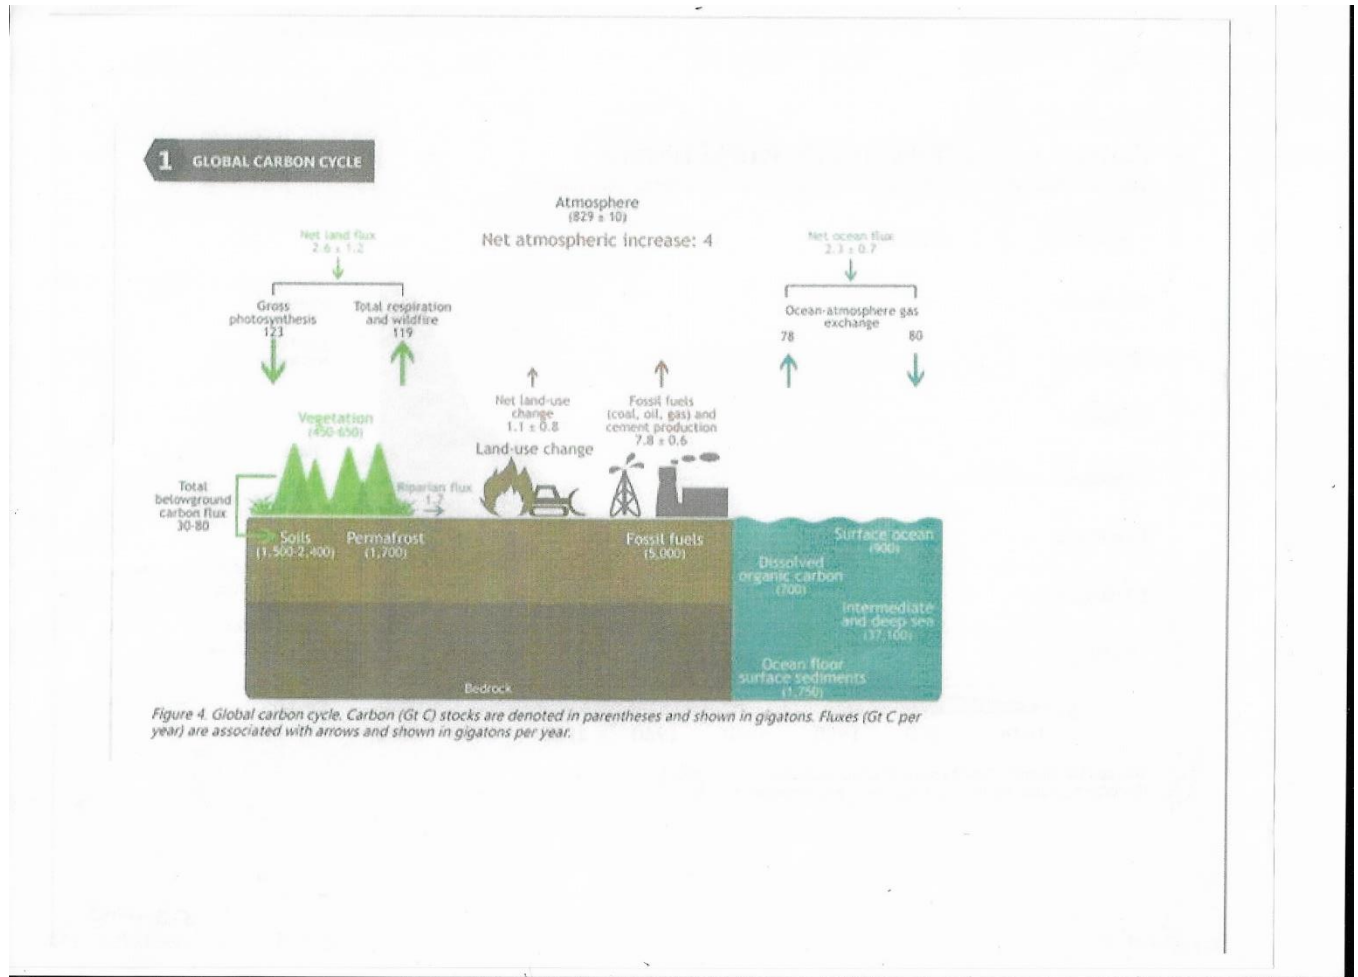 1 GLOBAL CARBON CYCLE
Atmosphere
(829 ± 10)
Net atmospheric increase: 4
Net land flux
2.6 ± 1.2
Gross
photosynthesis
123
Total respiration
and wildfire
119
Net ocean flux
2.3 ± 0.7
Ocean-atmosphere gas
exchange
78
80
Net land-use
change
1.1 ± 0.8
Land-use change
Fossil fuels
(coal, oil, gas) and
cement production
7.8 ± 0.6
Vegetation
(450-650)
Total
belowground
carbon flux
30-80
Riparian flux
1.7
Soils
(1,500-2,400)
Permafrost
(1,700)
Fossil fuels
(5,000)
Surface ocean
(900)
Dissolved
organic carbon
(700)
Intermediate
and deep sea
(37,100)
Ocean floor
surface sediments
(1,750)
Bedrock
Figure 4. Global carbon cycle. Carbon (Gt C) stocks are denoted in parentheses and shown in gigatons. Fluxes (Gt C per
year) are associated with arrows and shown in gigatons per year.